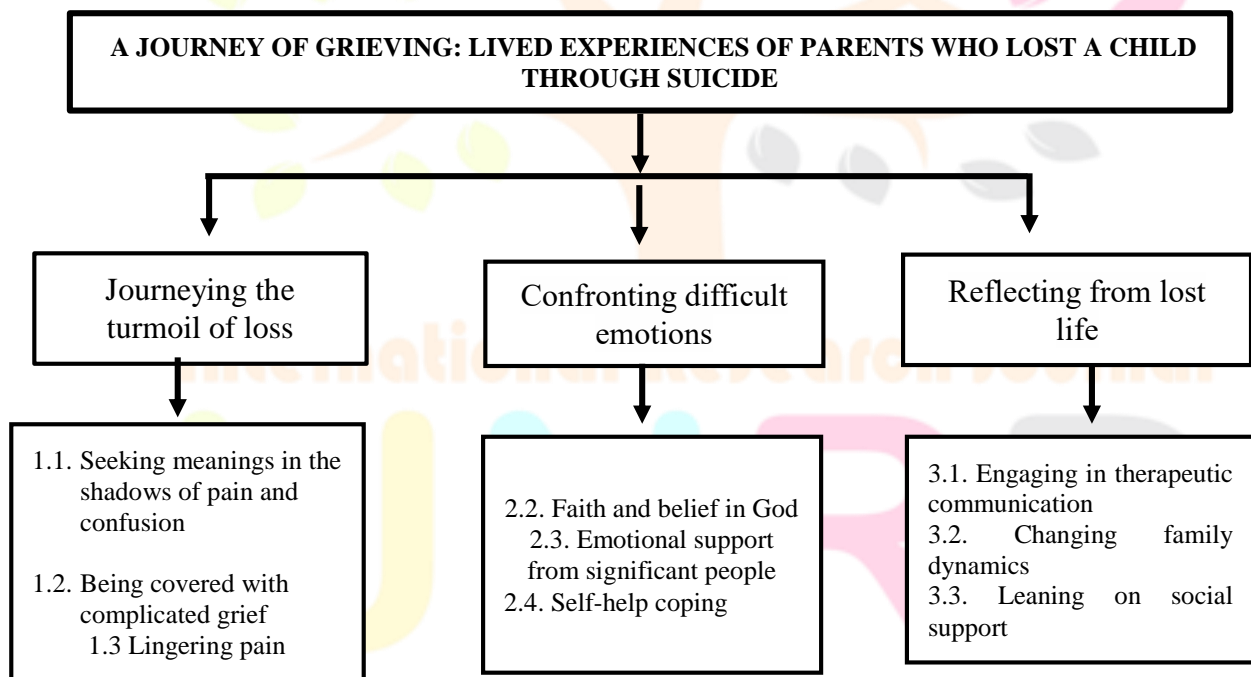 A JOURNEY OF GRIEVING: LIVED EXPERIENCES OF PARENTS WHO LOST A CHILD
THROUGH SUICIDE
Journeying the
turmoil of loss
Confronting difficult
emotions
Reflecting from lost
life
1.1. Seeking meanings in the
shadows of pain and
confusion
1.2. Being covered with
complicated grief
1.3 Lingering pain
2.2. Faith and belief in God
2.3. Emotional support
from significant people
2.4. Self-help coping
3.1. Engaging in therapeutic
communication
3.2. Changing family
dynamics
3.3. Leaning on social
support
International Research Journal